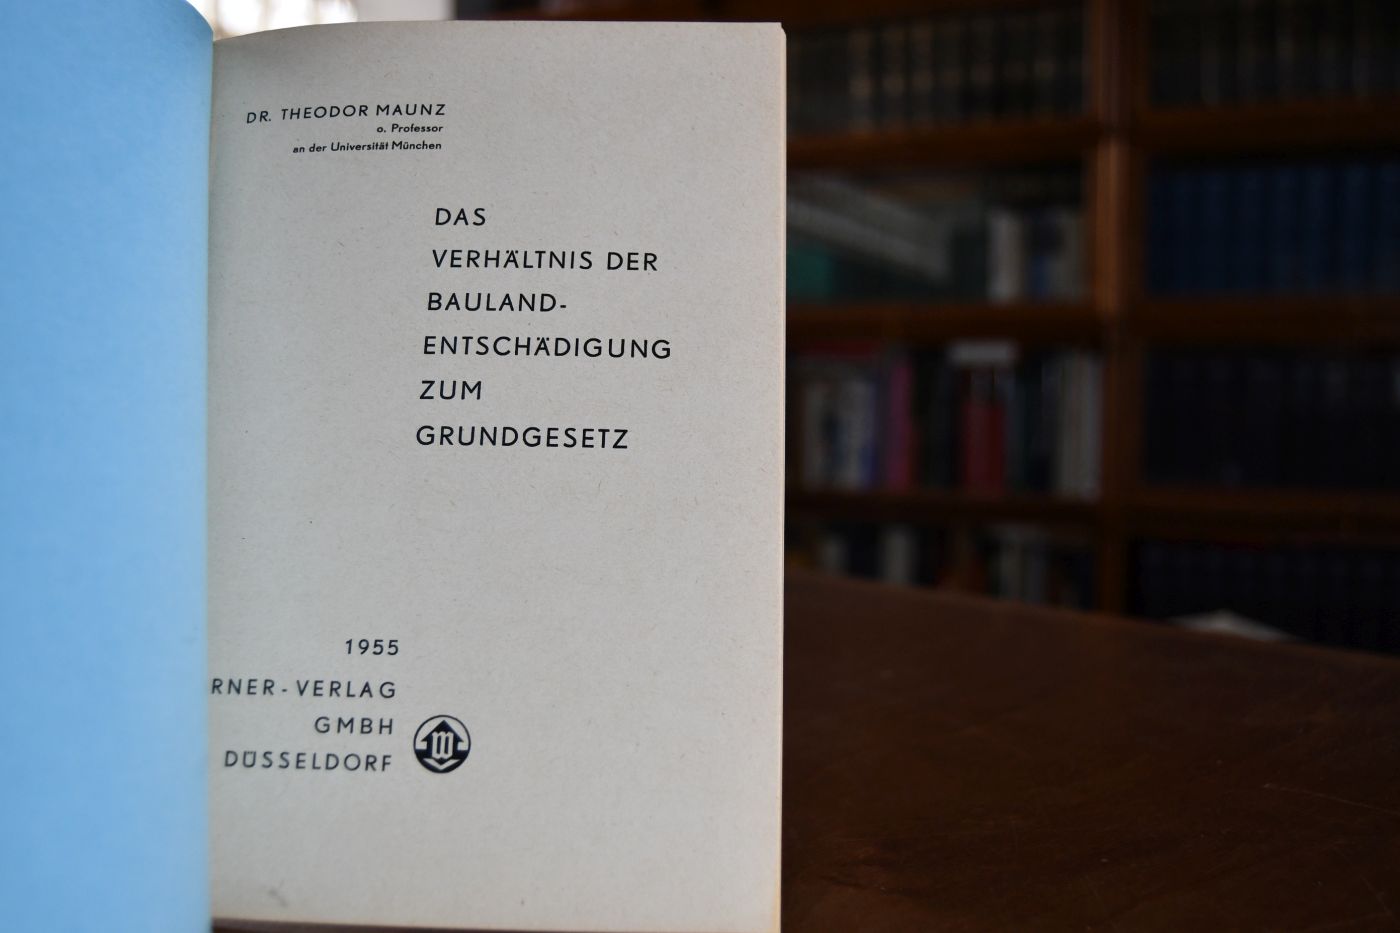 DR. THEODOR MAUNZ
o. Professor
an der Universität München
DAS
VERHÄLTNIS DER
BAULAND-
ENTSCHÄDIGUNG
ZUM
GRUNDGESETZ
1955
RNER-VERLAG
GMBH
DÜSSELDORF
W